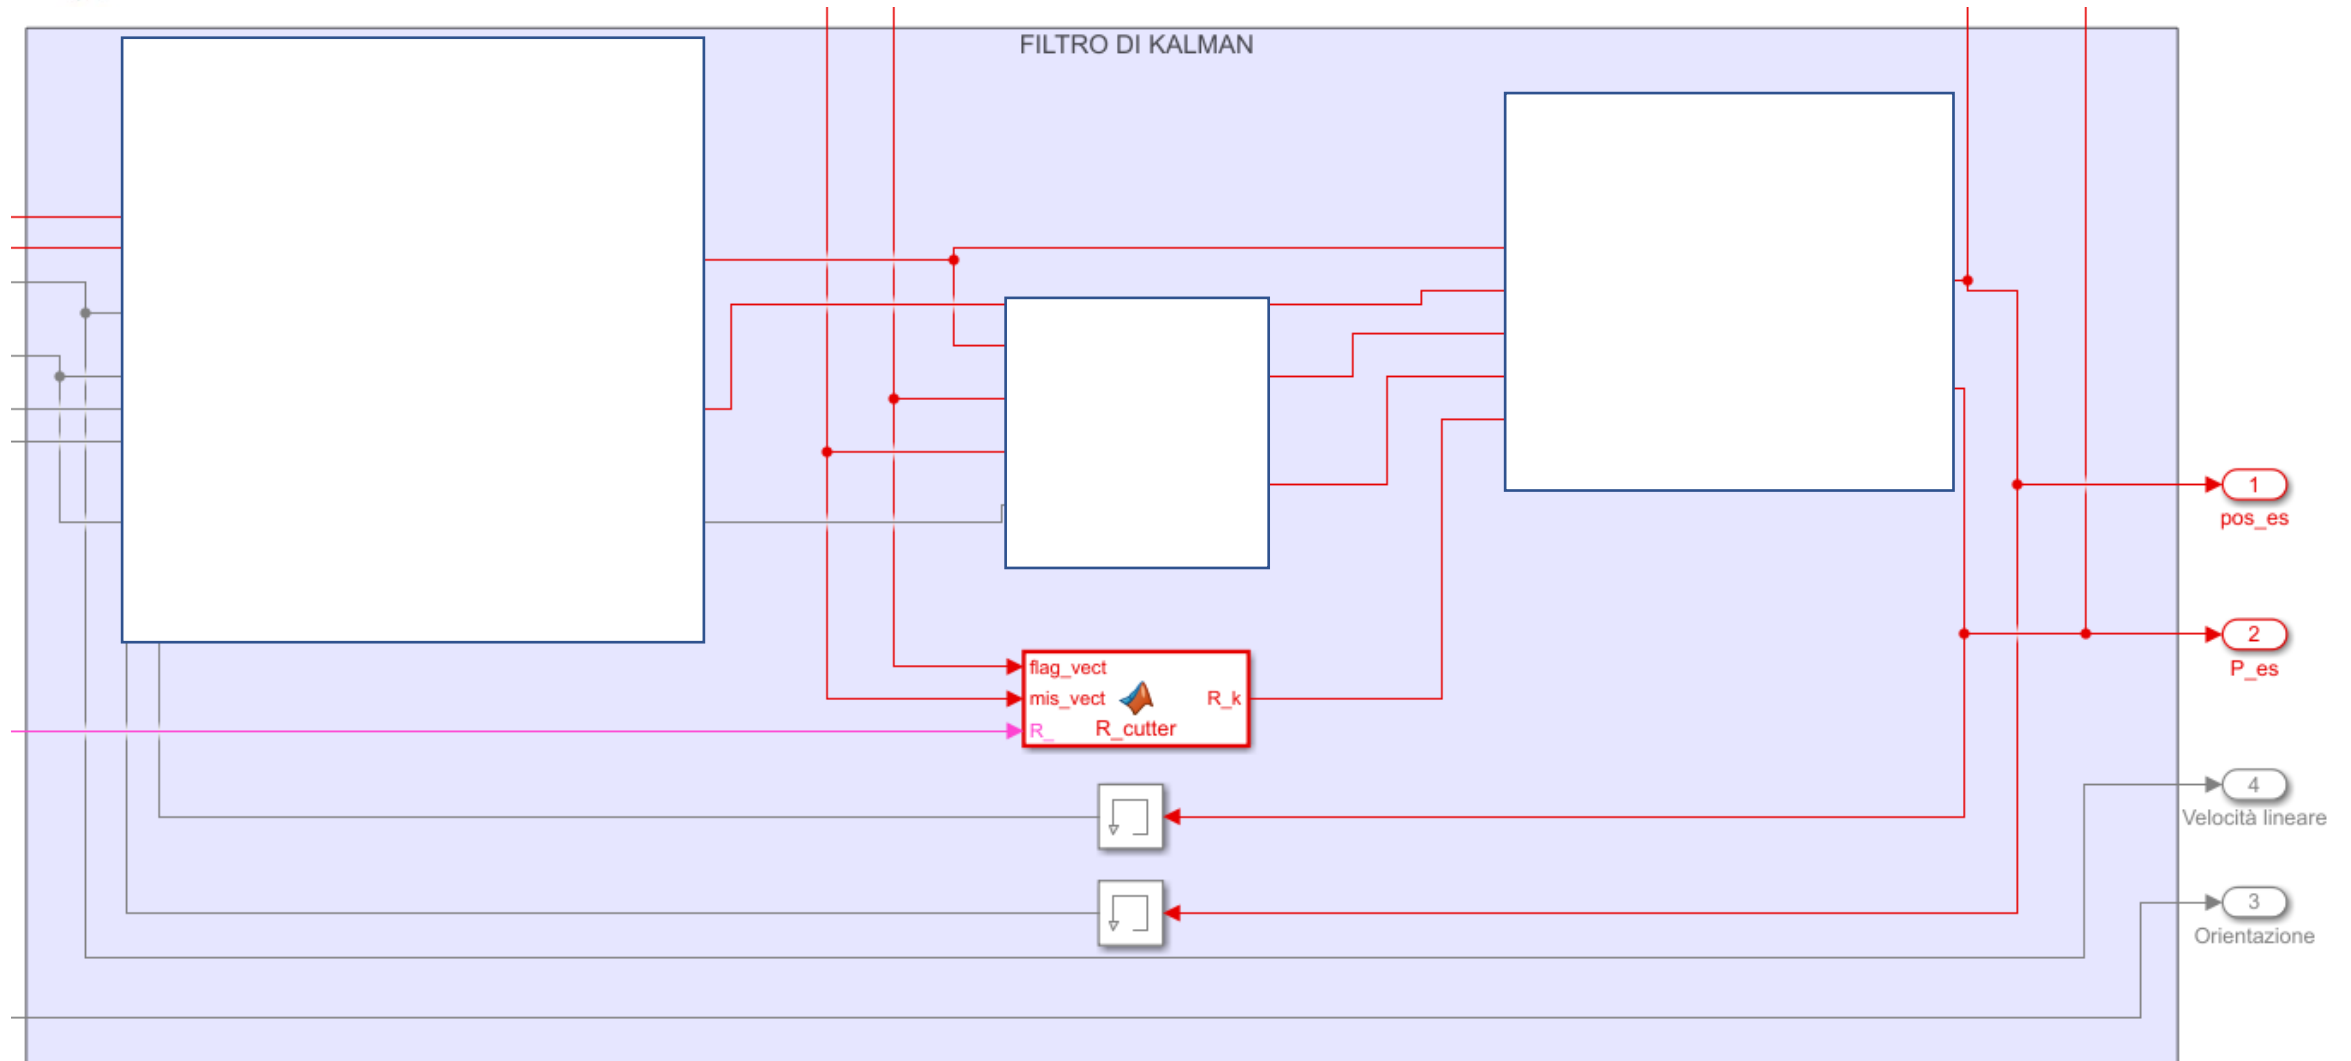 FILTRO DI KALMAN
1
pos_es
2
P_es
flag_vect
mis_vect
R_k
R_
R_cutter
4
Velocità lineare
3
Orientazione